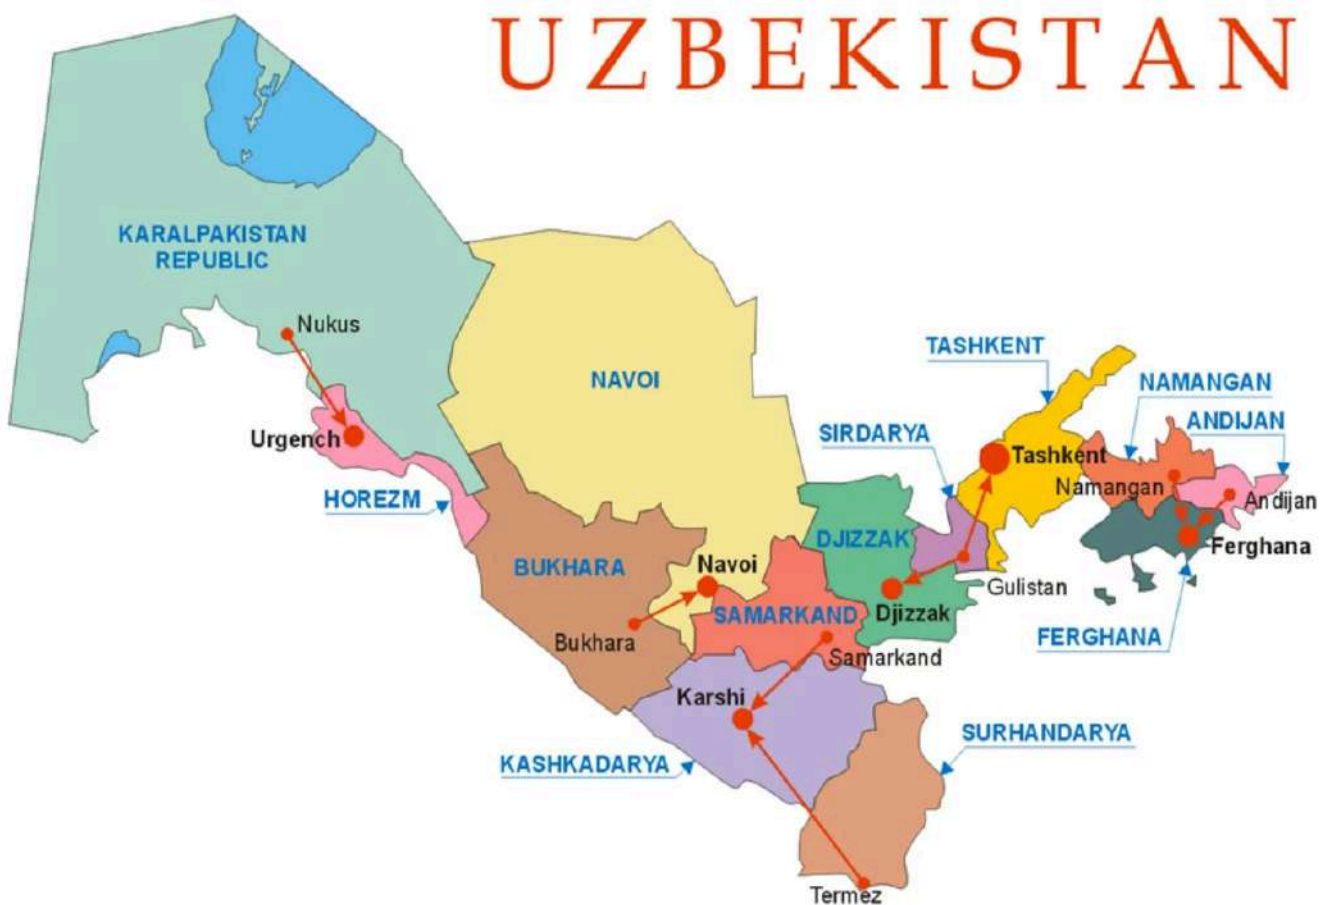 UZBEKISTAN
KARALPAKISTAN
REPUBLIC
Nukus
NAVOI
TASHKENT
NAMANGAN
ANDIJAN
SIRDARYA
Urgench
Tashkent
Namangan
Andijan
HOREZM
DJIZZAK
Ferghana
BUKHARA
Navoi
Gulistan
SAMARKAND
Djizzak
FERGHANA
Bukhara
Samarkand
Karshi
SURHANDARYA
KASHKADARYA
Termez